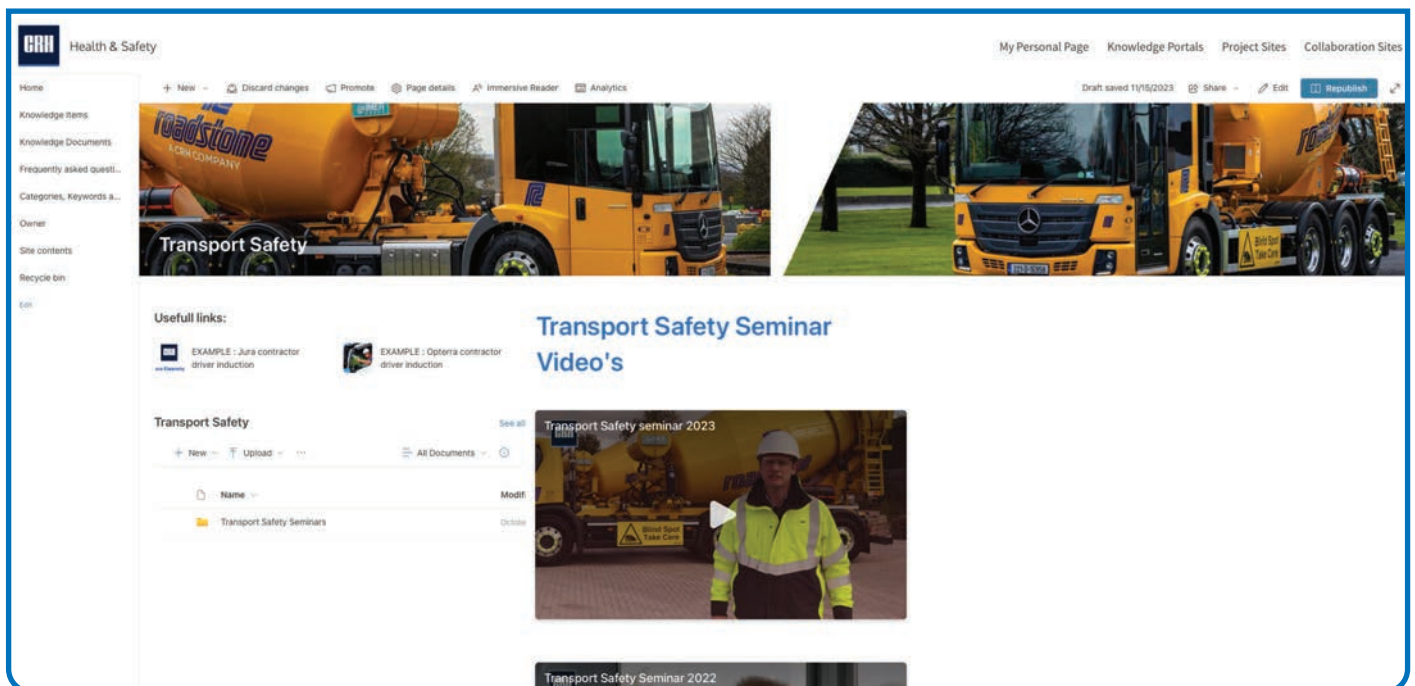 CRH
Health & Safety
My Personal Page Knowledge Portals Project Sites Collaboration Sites
Home
Knowledge Items
Knowledge Documents
Frequently asked questi...
Categories, Keywords a...
Owner
Site contents
Recycle bin
Edit
New Discard changes Promote Page details Immersive Reader Analytics
Draft saved 11/15/2023 Share Edit Republish
roadstone
A CRH COMPANY
Transport Safety
Blind Spot
Take Care
Usefull links:
EXAMPLE : Jura contractor
driver induction
EXAMPLE : Opterra contractor
driver induction
Transport Safety
See all
New Upload ... All Documents
Name Modifi
Transport Safety Seminars Octobe
Transport Safety Seminar
Video's
Transport Safety seminar 2023
CRH
Blind Spot
Take Care
Transport Safety Seminar 2022